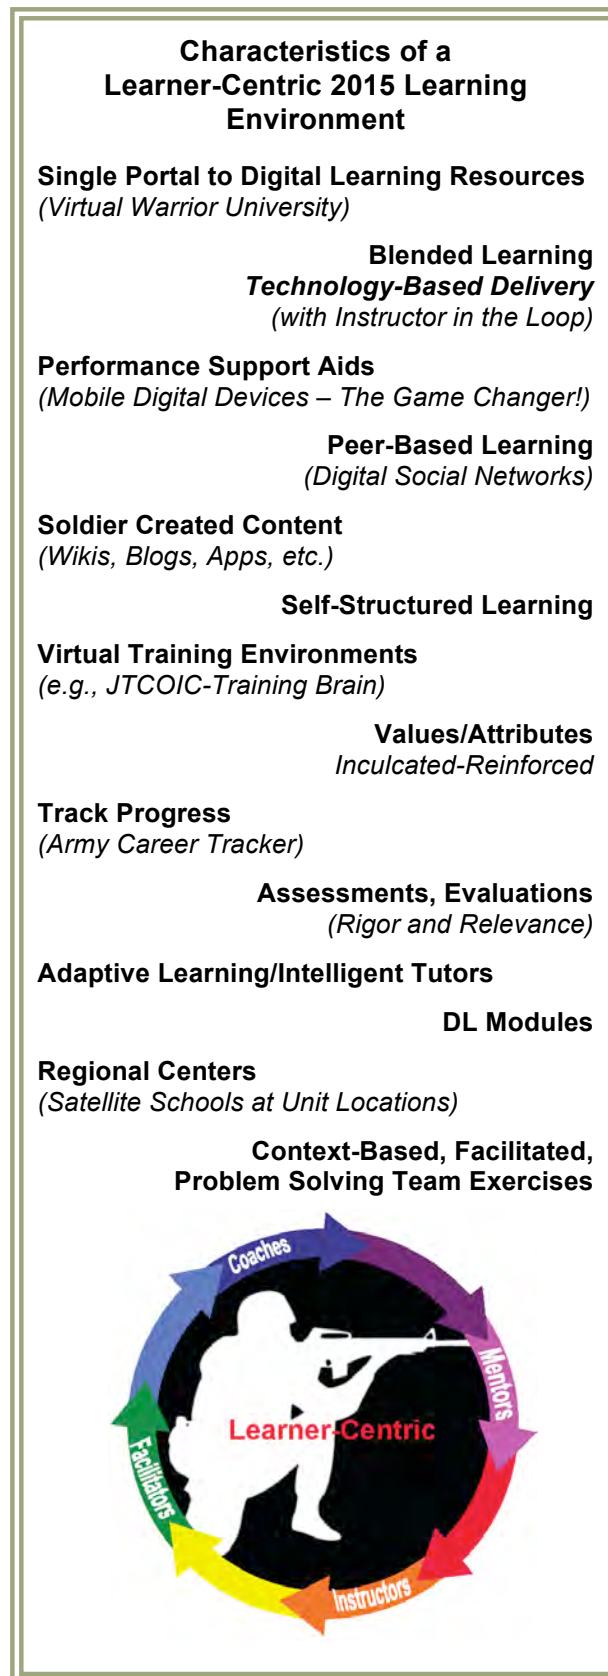 Characteristics of a
Learner-Centric 2015 Learning
Environment
Single Portal to Digital Learning Resources
(Virtual Warrior University)
Blended Learning
Technology-Based Delivery
(with Instructor in the Loop)
Performance Support Aids
(Mobile Digital Devices – The Game Changer!)
Peer-Based Learning
(Digital Social Networks)
Soldier Created Content
(Wikis, Blogs, Apps, etc.)
Self-Structured Learning
Virtual Training Environments
(e.g., JTCOIC-Training Brain)
Values/Attributes
Inculcated-Reinforced
Track Progress
(Army Career Tracker)
Assessments, Evaluations
(Rigor and Relevance)
Adaptive Learning/Intelligent Tutors
DL Modules
Regional Centers
(Satellite Schools at Unit Locations)
Context-Based, Facilitated,
Problem Solving Team Exercises
Coaches
Mentors
Learner-Centric
Facilitators
Instructors